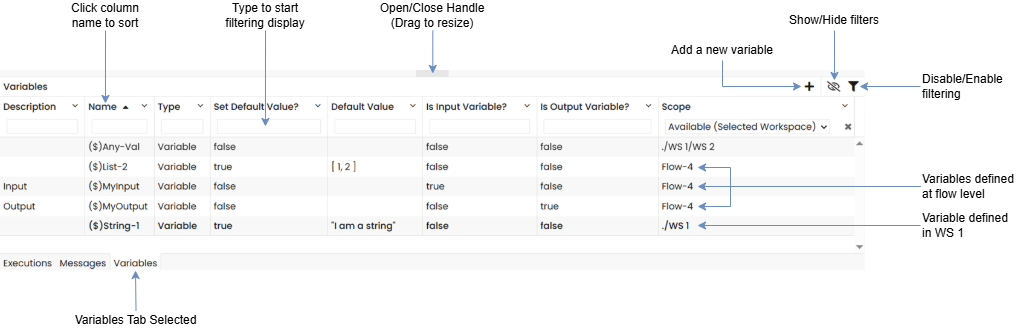 Click column
name to sort
Type to start
filtering display
Open/Close Handle
(Drag to resize)
Show/Hide filters
Add a new variable
Disable/Enable
filtering
Variables
Description Name Type Set Default Value? Default Value Is Input Variable? Is Output Variable? Scope
Available (Selected Workspace)
($)Any-Val Variable false false false ./WS 1/WS 2
($)List-2 Variable true [ 1, 2 ] false false Flow-4
Input ($)MyInput Variable false true false Flow-4
Output ($)MyOutput Variable false false true Flow-4
($)String-1 Variable true "I am a string" false false ./WS 1
Variables defined
at flow level
Variable defined
in WS 1
Executions Messages Variables
Variables Tab Selected